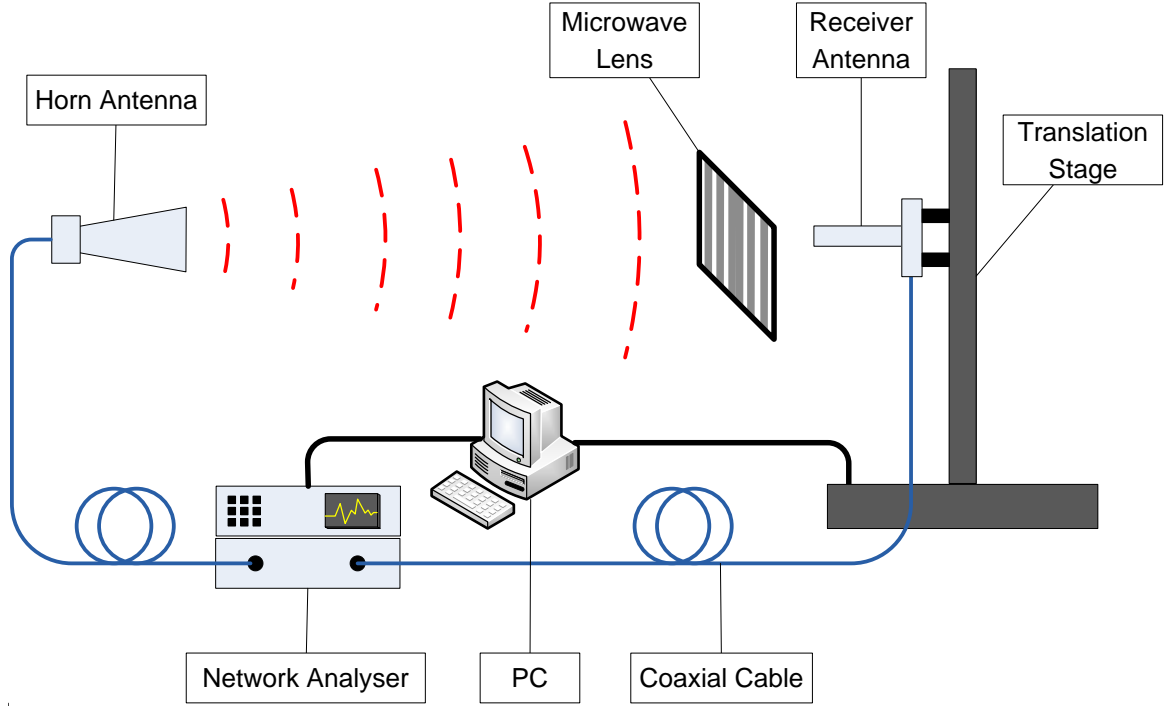 Microwave
Lens
Receiver
Antenna
Horn Antenna
Translation
Stage
Network Analyser
PC
Coaxial Cable